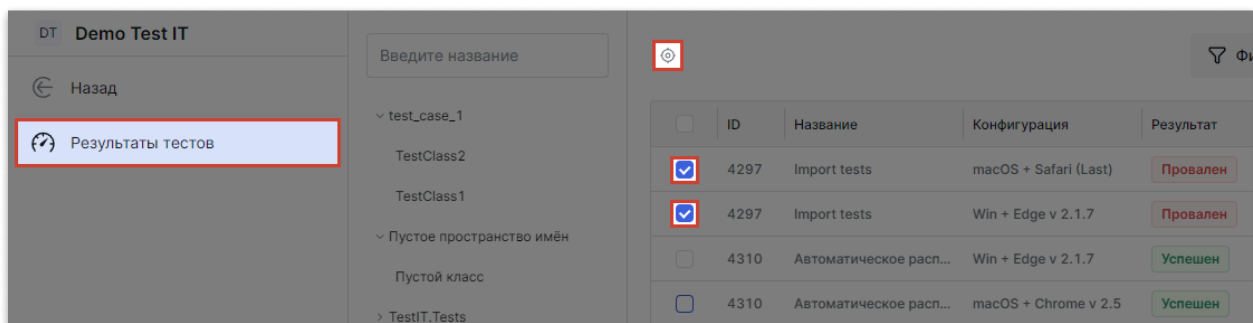 DT Demo Test IT
Назад
Результаты тестов
Введите название
test_case_1
TestClass2
TestClass1
Пустое пространство имён
Пустой класс
TestIT.Tests
ID Название Конфигурация Результат
4297 Import tests macOS + Safari (Last) Провален
4297 Import tests Win + Edge v 2.1.7 Провален
4310 Автоматическое расп... Win + Edge v 2.1.7 Успешен
4310 Автоматическое расп... macOS + Chrome v 2.5 Успешен